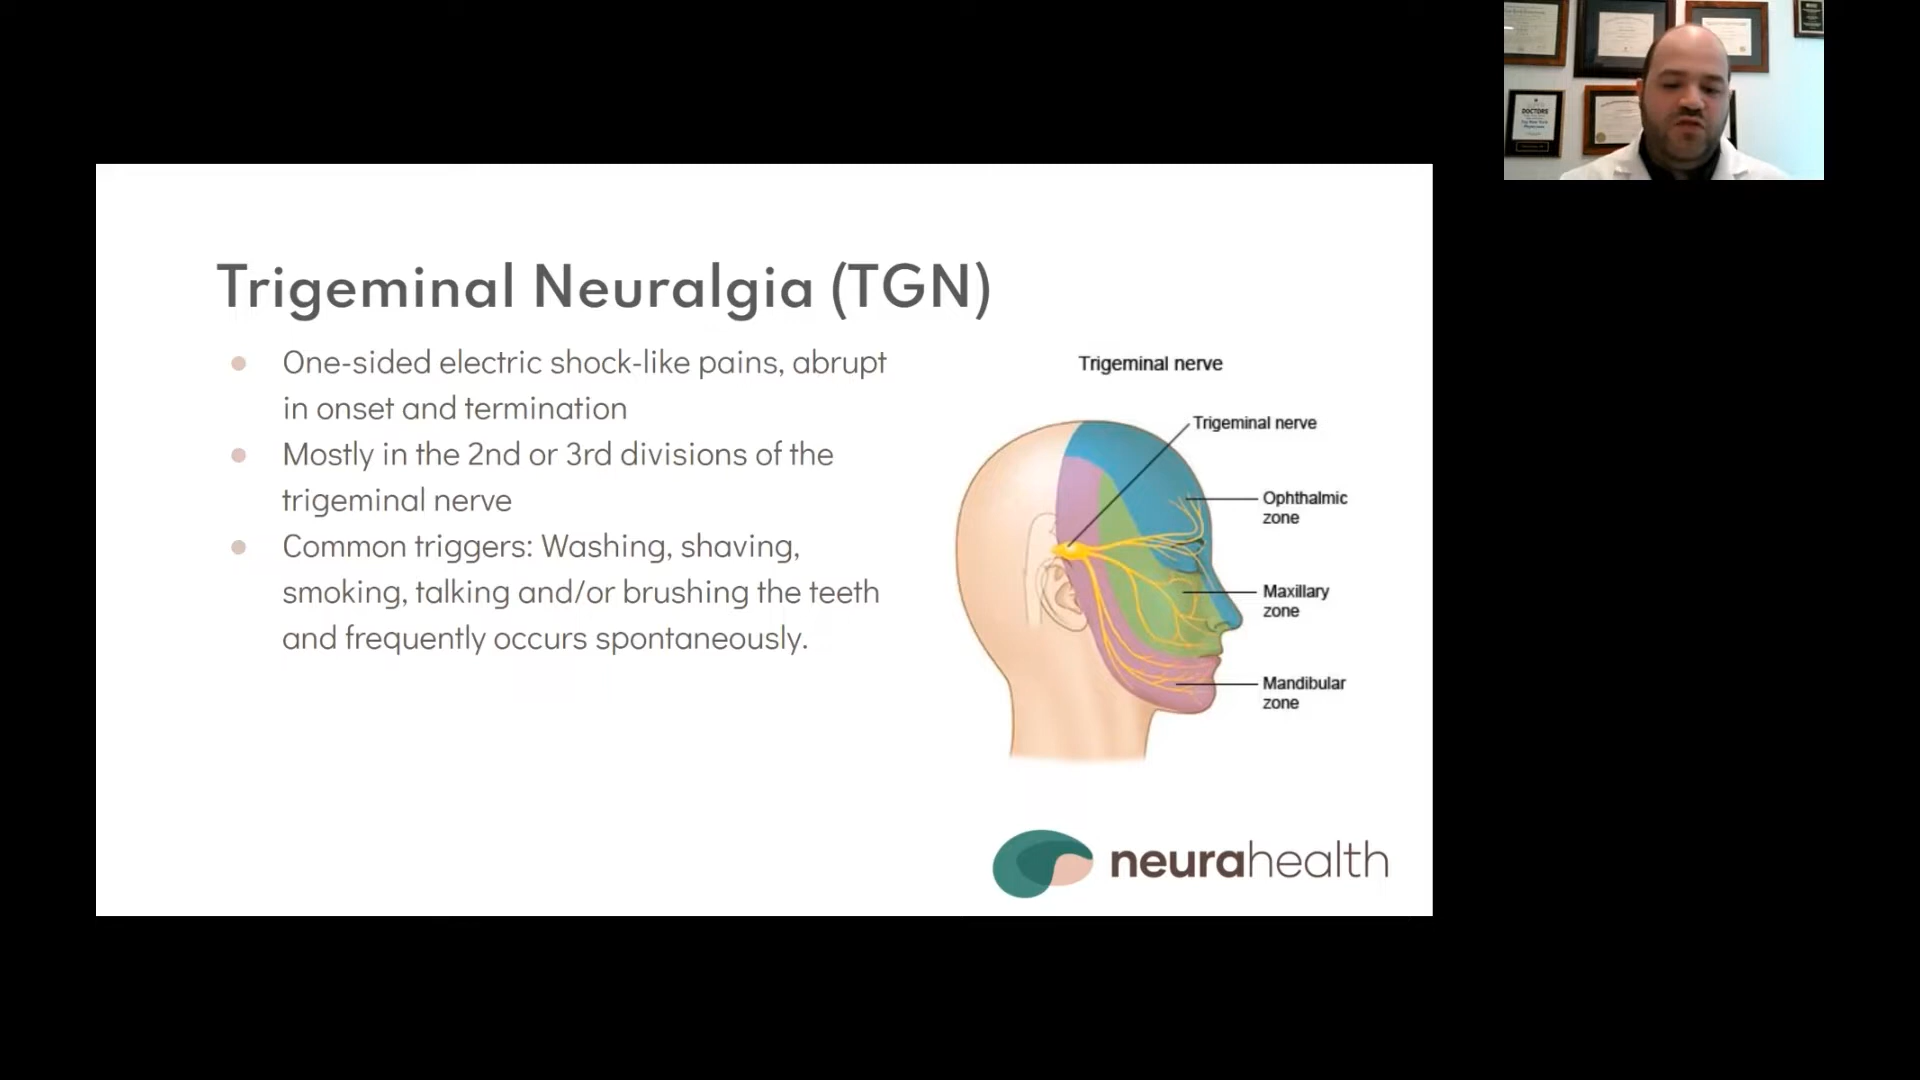 DOCTORS
Trigeminal Neuralgia (TGN)
One-sided electric shock-like pains, abrupt
in onset and termination
Mostly in the 2nd or 3rd divisions of the
trigeminal nerve
Common triggers: Washing, shaving,
smoking, talking and/or brushing the teeth
and frequently occurs spontaneously.
Trigeminal nerve
Trigeminal nerve
Ophthalmic
zone
Maxillary
zone
Mandibular
zone
neurahealth